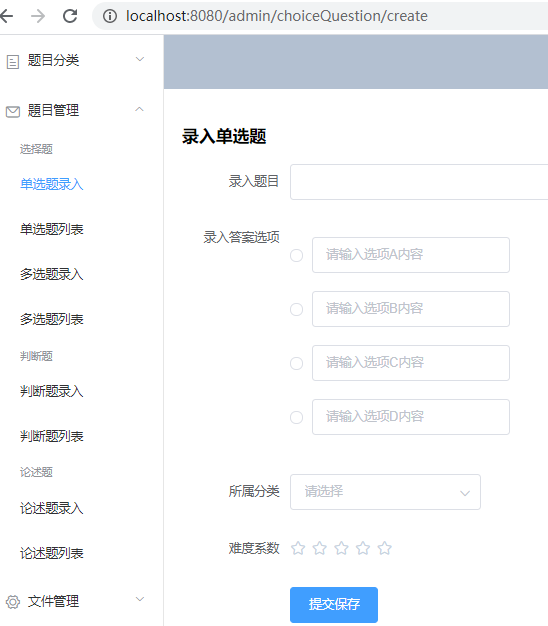 localhost:8080/admin/choiceQuestion/create
题目分类
题目管理
选择题
单选题录入
单选题列表
多选题录入
多选题列表
判断题
判断题录入
判断题列表
论述题
论述题录入
论述题列表
文件管理
录入单选题
录入题目
录入答案选项
请输入选项A内容
请输入选项B内容
请输入选项C内容
请输入选项D内容
所属分类
请选择
难度系数
提交保存